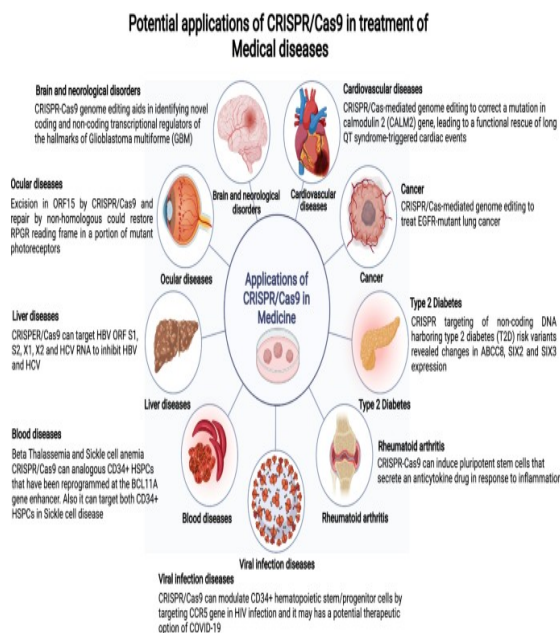 Potential applications of CRISPR/Cas9 in treatment of
Medical diseases
Brain and neorological disorders
CRISPR-Cas9 genome editing aids in identifying novel
coding and non-coding transcriptional regulators of
the hallmarks of Glioblastoma multiforme (GBM)
Cardiovascular diseases
CRISPR/Cas-mediated genome editing to correct a mutation in
calmodulin 2 (CALM2) gene, leading to a functional rescue of long
QT syndrome-triggered cardiac events
Brain and neorological
disorders
Cardiovascular
diseases
Ocular diseases
Excision in ORF15 by CRISPR/Cas9 and
repair by non-homologous could restore
RPGR reading frame in a portion of mutant
photoreceptors
Ocular diseases
Cancer
CRISPR/Cas-mediated genome editing to
treat EGFR-mutant lung cancer
Cancer
Applications of
CRISPR/Cas9 in
Medicine
Liver diseases
CRISPER/Cas9 can target HBV ORF S1,
S2, X1, X2 and HCV RNA to inhibit HBV
and HCV
Liver diseases
Type 2 Diabetes
CRISPR targeting of non-coding DNA
harboring type 2 diabetes (T2D) risk variants
revealed changes in ABCC8, SIX2 and SIX3
expression
Type 2 Diabetes
Blood diseases
Beta Thalassemia and Sickle cell anemia
CRISPR/Cas9 can analogous CD34+ HSPCs
that have been reprogrammed at the BCL11A
gene enhancer. Also it can target both CD34+
HSPCs in Sickle cell disease
Blood diseases
Rheumatoid arthritis
CRISPR-Cas9 can induce pluripotent stem cells that
secrete an anticytokine drug in response to inflammation
Rheumatoid arthritis
Viral infection diseases
Viral infection diseases
CRISPR/Cas9 can modulate CD34+ hematopoietic stem/progenitor cells by
targeting CCR5 gene in HIV infection and it may has a potential therapeutic
option of COVID-19